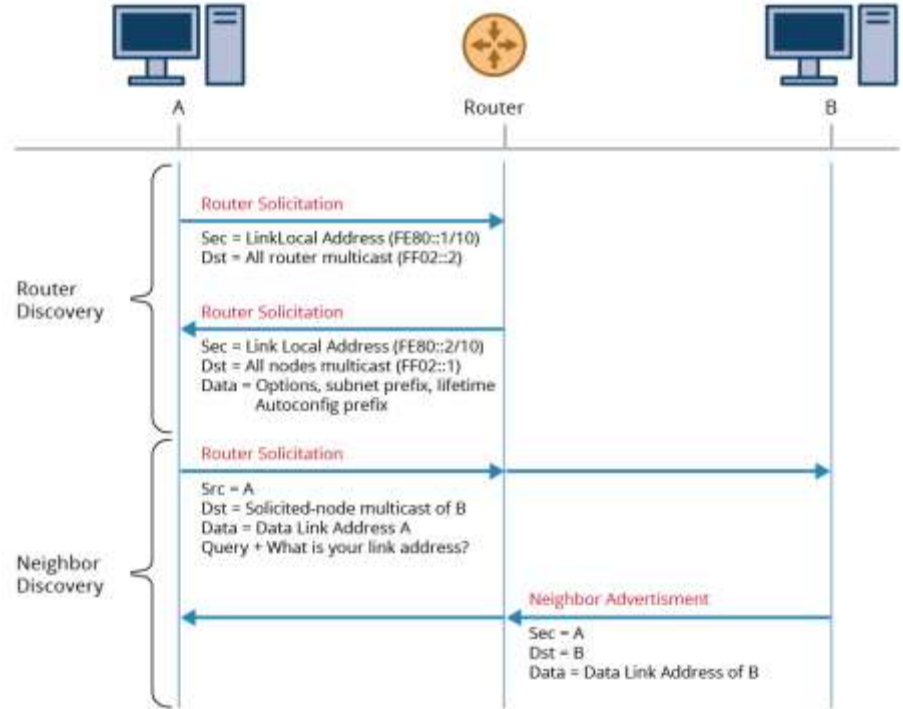 A
Router
B
Router Solicitation
Sec = LinkLocal Address (FE80::1/10)
Dst = All router multicast (FF02::2)
Router
Discovery
Router Solicitation
Sec = Link Local Address (FE80::2/10)
Dst = All nodes multicast (FF02::1)
Data = Options, subnet prefix, lifetime
Autoconfig prefix
Router Solicitation
Src = A
Dst = Solicited-node multicast of B
Data = Data Link Address A
Query + What is your link address?
Neighbor
Discovery
Neighbor Advertisment
Sec = A
Dst = B
Data = Data Link Address of B